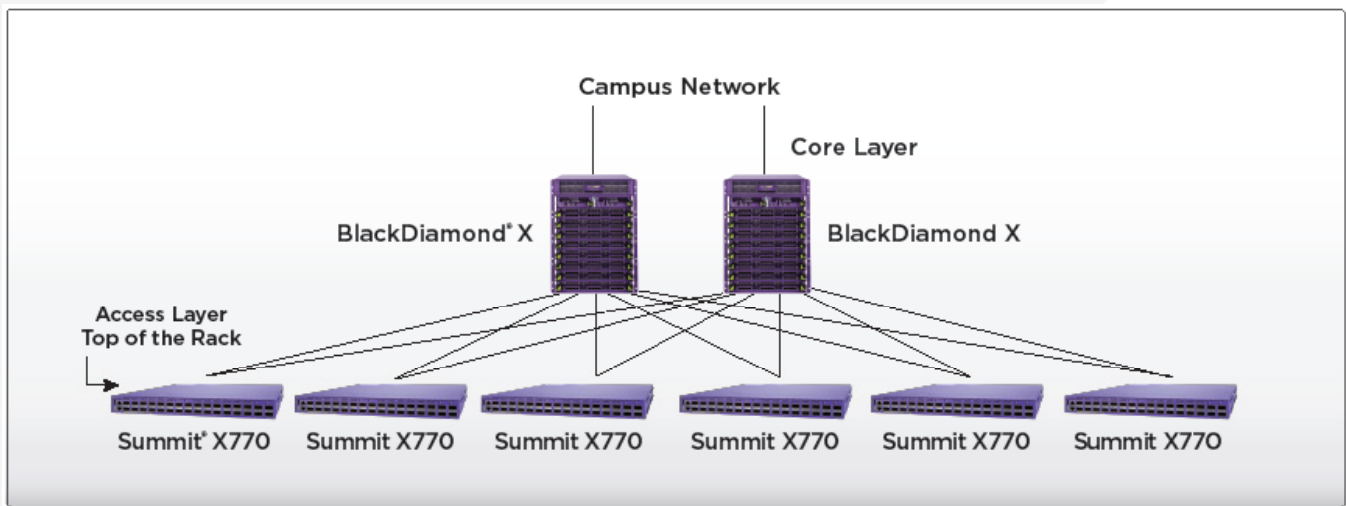 Campus Network
Core Layer
BlackDiamond® X
BlackDiamond X
Access Layer
Top of the Rack
Summit® X770
Summit X770
Summit X770
Summit X770
Summit X770
Summit X770